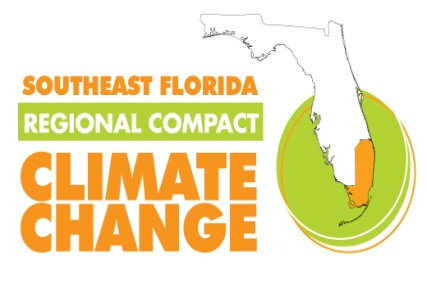 SOUTHEAST FLORIDA
REGIONAL COMPACT
CLIMATE
CHANGE